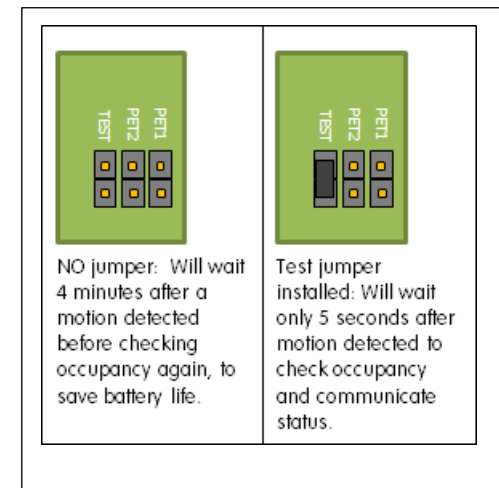 TEST
PET2
PET1
NO jumper: Will wait
4 minutes after a
motion detected
before checking
occupancy again, to
save battery life.
TEST
PET2
PET1
Test jumper
installed: Will wait
only 5 seconds after
motion detected to
check occupancy
and communicate
status.